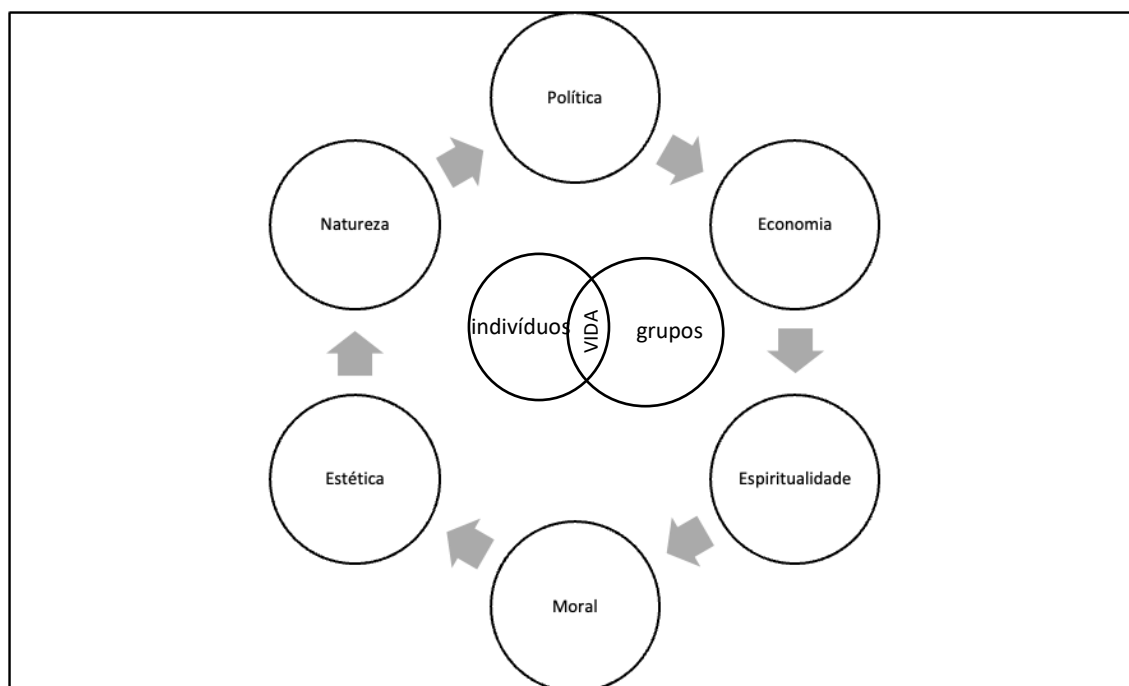 Política
Natureza
Economia
indivíduos
VIDA
grupos
Estética
Espiritualidade
Moral